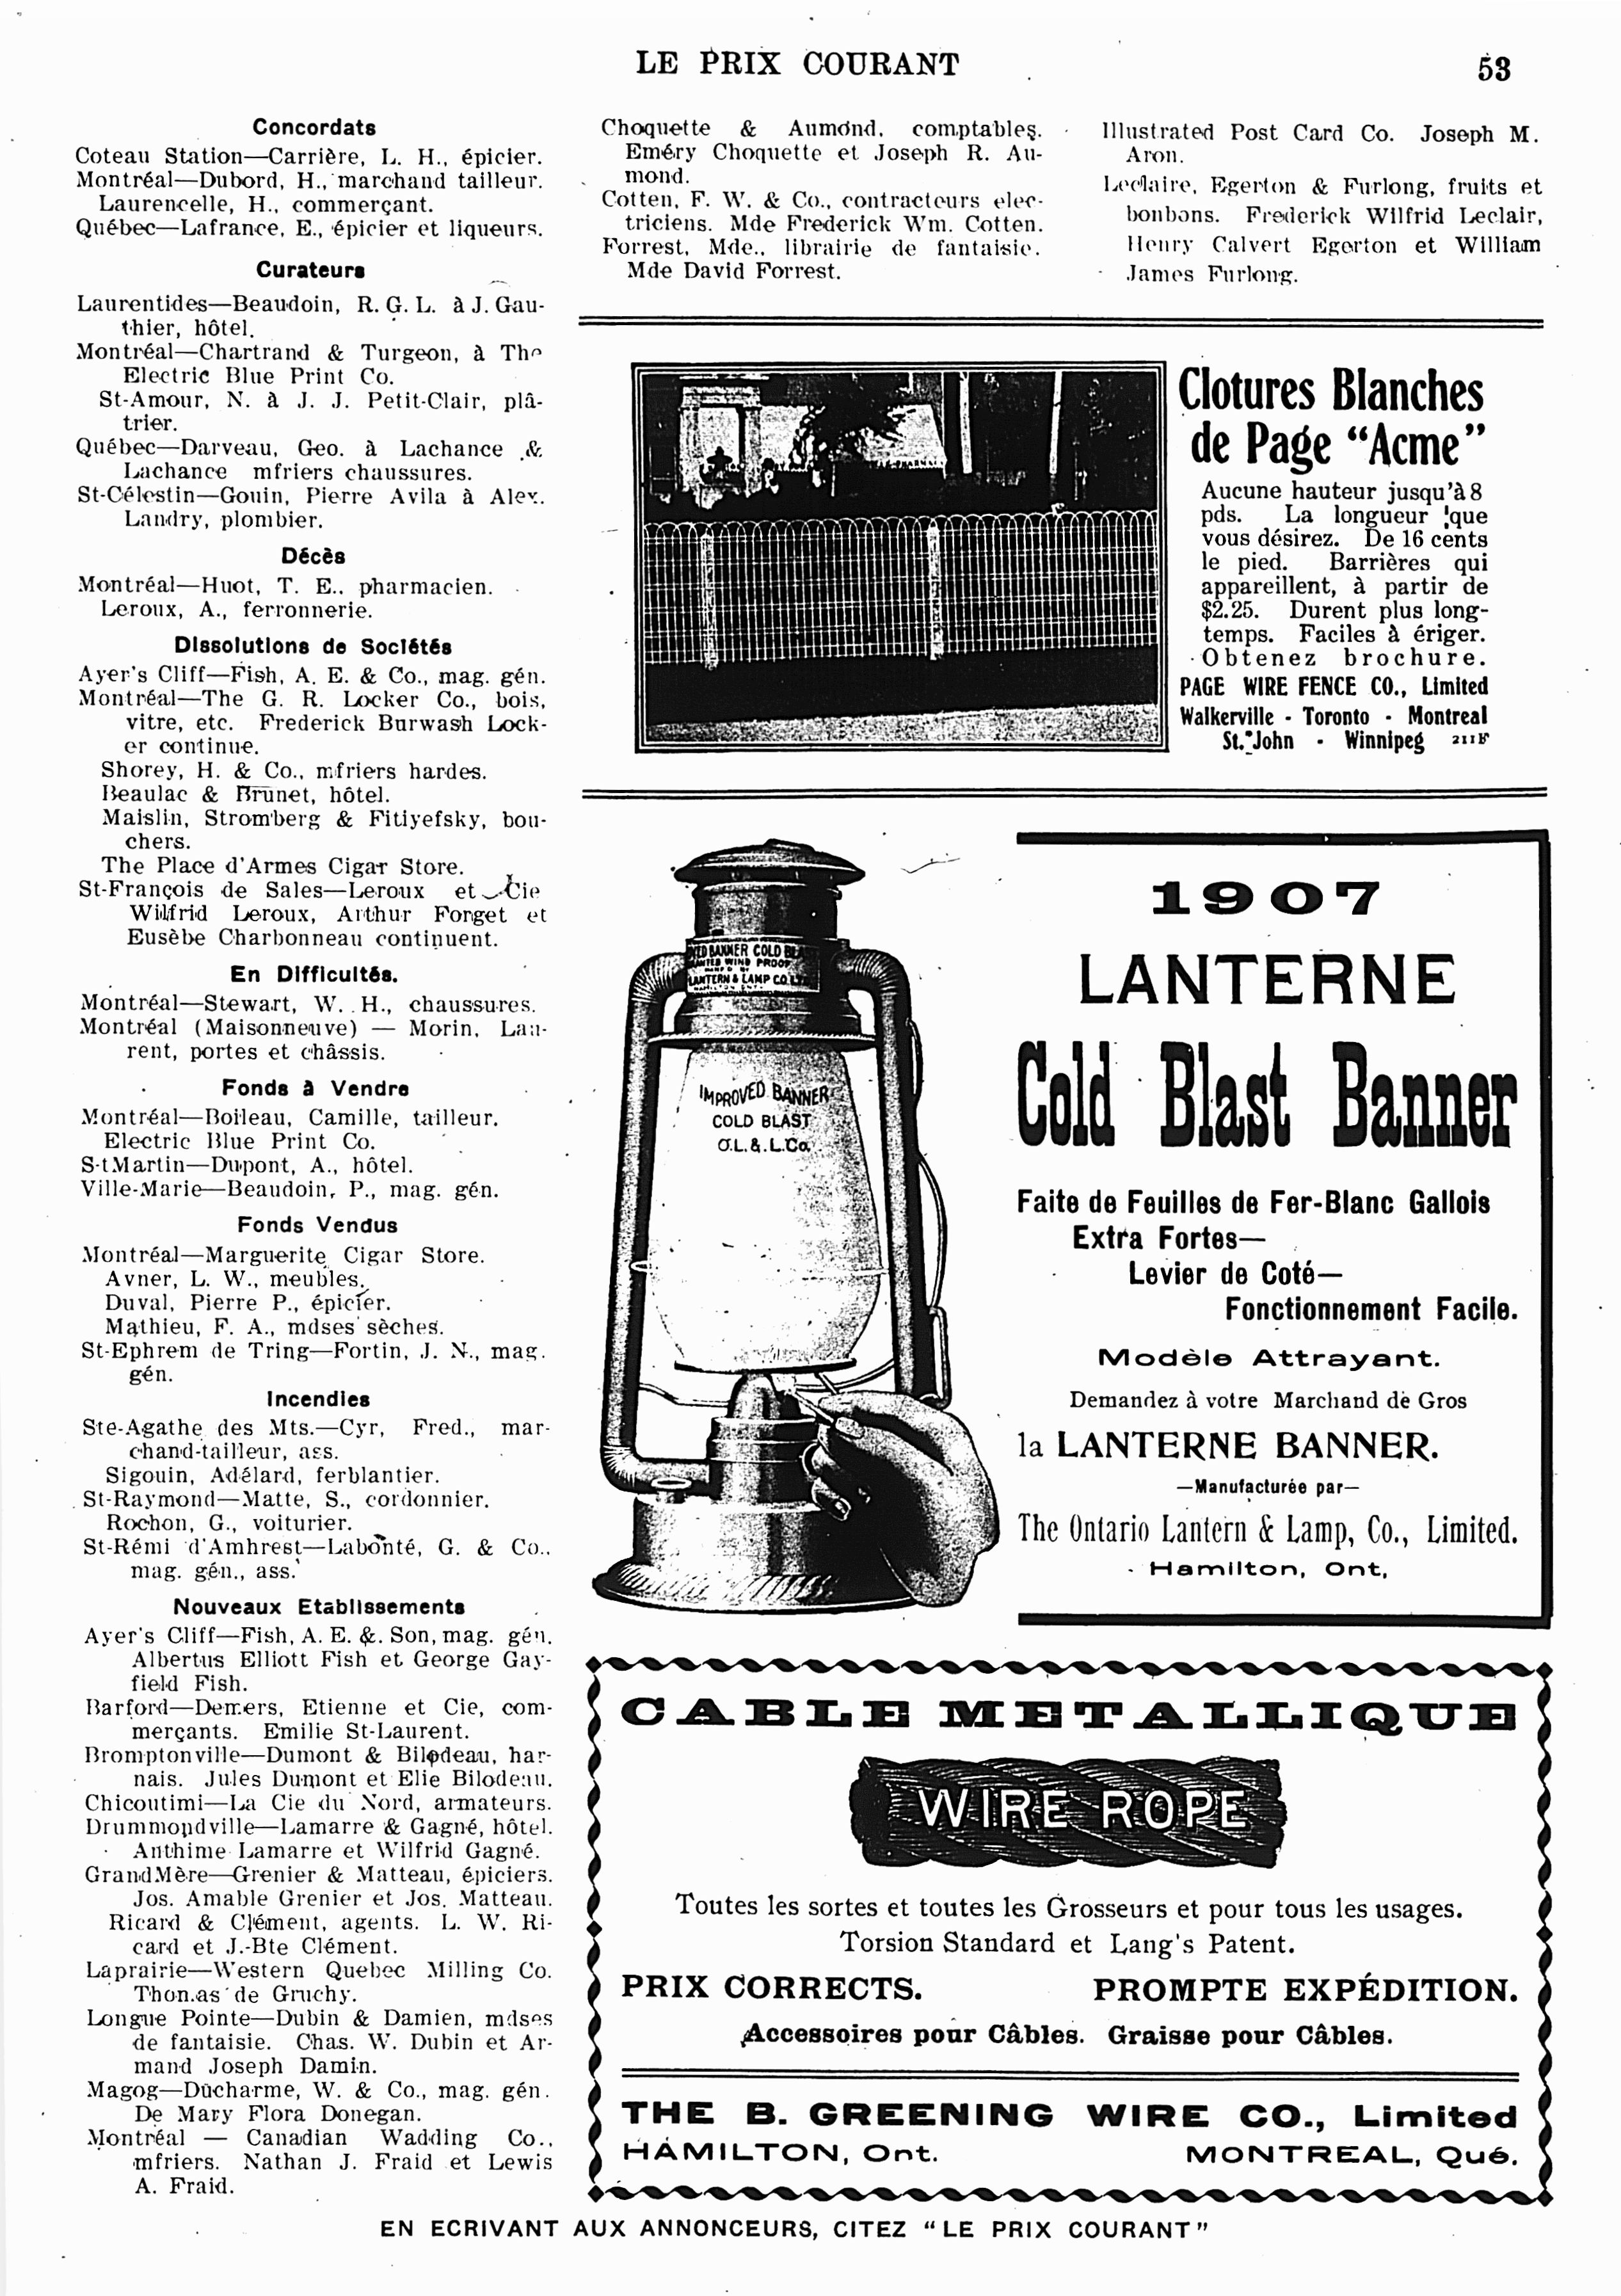 LE PRIX COURANT
53
Concordats
Coteau Station—Carrière, L. H., épicier.
Montréal—Dubord, H., marchand tailleur.
Laurencelle, H., commerçant.
Québec—Lafrance, E., épicier et liqueurs.
Curateurs
Laurentides—Beaudoin, R. G. L. à J. Gau-
thier, hôtel.
Montréal—Chartrand & Turgeon, à The
Electric Blue Print Co.
St-Amour, N. à J. J. Petit-Clair, plâ-
trier.
Québec—Darveau, Geo. à Lachance &
Lachance mfriers chaussures.
St-Célestin—Gouin, Pierre Avila à Alex.
Landry, plombier.
Décès
Montréal—Huot, T. E., pharmacien.
Leroux, A., ferronnerie.
Dissolutions de Sociétés
Ayer's Cliff—Fish, A. E. & Co., mag. gén.
Montréal—The G. R. Locker Co., bois,
vitre, etc. Frederick Burwash Lock-
er continue.
Shorey, H. & Co., mfriers hardes.
Beaulac & Brunet, hôtel.
Maislin, Stromberg & Fitiyefsky, bou-
chers.
The Place d'Armes Cigar Store.
St-François de Sales—Leroux et Cie
Wilfrid Leroux, Arthur Forget et
Eusèbe Charbonneau continuent.
En Difficultés.
Montréal—Stewart, W. H., chaussures.
Montréal (Maisonneuve) — Morin, Lau-
rent, portes et châssis.
Fonds à Vendre
Montréal—Boileau, Camille, tailleur.
Electric Blue Print Co.
S-tMartin—Dupont, A., hôtel.
Ville-Marie—Beaudoin, P., mag. gén.
Fonds Vendus
Montréal—Marguerite Cigar Store.
Avner, L. W., meubles.
Duval, Pierre P., épicier.
Mathieu, F. A., mdses sèches.
St-Ephrem de Tring—Fortin, J. N., mag.
gén.
Incendies
Ste-Agathe des Mts.—Cyr, Fred., mar-
chand-tailleur, ass.
Sigouin, Adélard, ferblantier.
St-Raymond—Matte, S., cordonnier.
Rochon, G., voiturier.
St-Rémi d'Amhrest—Labonté, G. & Co.,
mag. gén., ass.
Nouveaux Etablissements
Ayer's Cliff—Fish, A. E. &. Son, mag. gén.
Albertus Elliott Fish et George Gay-
field Fish.
Barford—Demers, Etienne et Cie, com-
merçants. Emilie St-Laurent.
Bromptonville—Dumont & Bilodeau, har-
nais. Jules Dumont et Elie Bilodeau.
Chicoutimi—La Cie du Nord, armateurs.
Drummondville—Lamarre & Gagné, hôtel.
Anthime Lamarre et Wilfrid Gagné.
GrandMère—Grenier & Matteau, épiciers.
Jos. Amable Grenier et Jos. Matteau.
Ricard & Clément, agents. L. W. Ri-
card et J.-Bte Clément.
Laprairie—Western Quebec Milling Co.
Thomas de Gruchy.
Longue Pointe—Dubin & Damien, mdses
de fantaisie. Chas. W. Dubin et Ar-
mand Joseph Damin.
Magog—Ducharme, W. & Co., mag. gén.
De Mary Flora Donegan.
Montréal — Canadian Wadding Co.,
mfriers. Nathan J. Fraid et Lewis
A. Fraid.
Choquette & Aumond, comptables.
Eméry Choquette et Joseph R. Au-
mond.
Cotten, F. W. & Co., contracteurs elec-
triciens. Mde Frederick Wm. Cotten.
Forrest, Mde., librairie de fantaisie.
Mde David Forrest.
Illustrated Post Card Co. Joseph M.
Aron.
Leclaire, Egerton & Furlong, fruits et
bonbons. Frederick Wilfrid Leclair,
Henry Calvert Egerton et William
James Furlong.
Clotures Blanches
de Page "Acme"
Aucune hauteur jusqu'à 8
pds. La longueur que
vous désirez. De 16 cents
le pied. Barrières qui
appareillent, à partir de
$2.25. Durent plus long-
temps. Faciles à ériger.
Obtenez brochure.
PAGE WIRE FENCE CO., Limited
Walkerville - Toronto - Montreal
St. John - Winnipeg 211F
BANNER COLD
WIND PROOF
LANTERN & LAMP CO.
IMPROVED BANNER
COLD BLAST
O.L.&.L.Co.
1907
LANTERNE
Cold Blast Banner
Faite de Feuilles de Fer-Blanc Gallois
Extra Fortes—
Levier de Coté—
Fonctionnement Facile.
Modèle Attrayant.
Demandez à votre Marchand de Gros
la LANTERNE BANNER.
—Manufacturée par—
The Ontario Lantern & Lamp, Co., Limited.
Hamilton, Ont,
CABLE METALLIQUE
WIRE ROPE
Toutes les sortes et toutes les Grosseurs et pour tous les usages.
Torsion Standard et Lang's Patent.
PRIX CORRECTS. PROMPTE EXPÉDITION.
Accessoires pour Câbles. Graisse pour Câbles.
THE B. GREENING WIRE CO., Limited
HAMILTON, Ont. MONTREAL, Qué.
EN ECRIVANT AUX ANNONCEURS, CITEZ "LE PRIX COURANT"